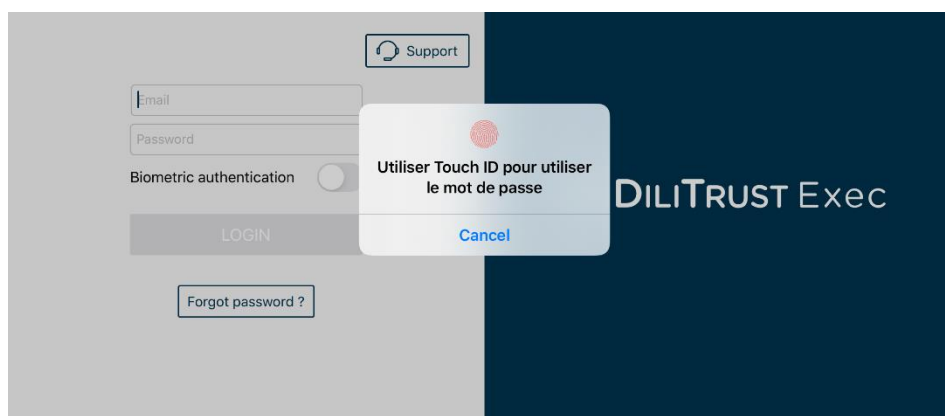 Support
Email
Password
Biometric authentication
LOGIN
Forgot password ?
Utiliser Touch ID pour utiliser
le mot de passe
Cancel
DILITRUST Exec